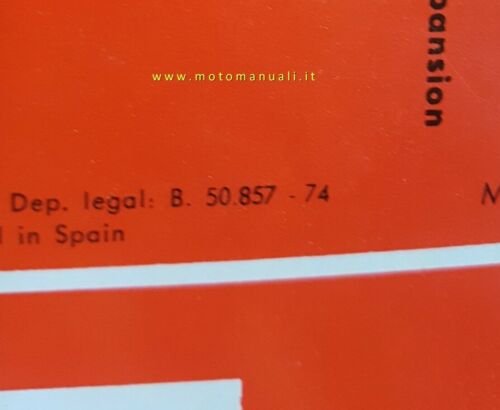 www.motomanuali.it
pansion
Dep. legal: B. 50.857 - 74
in Spain